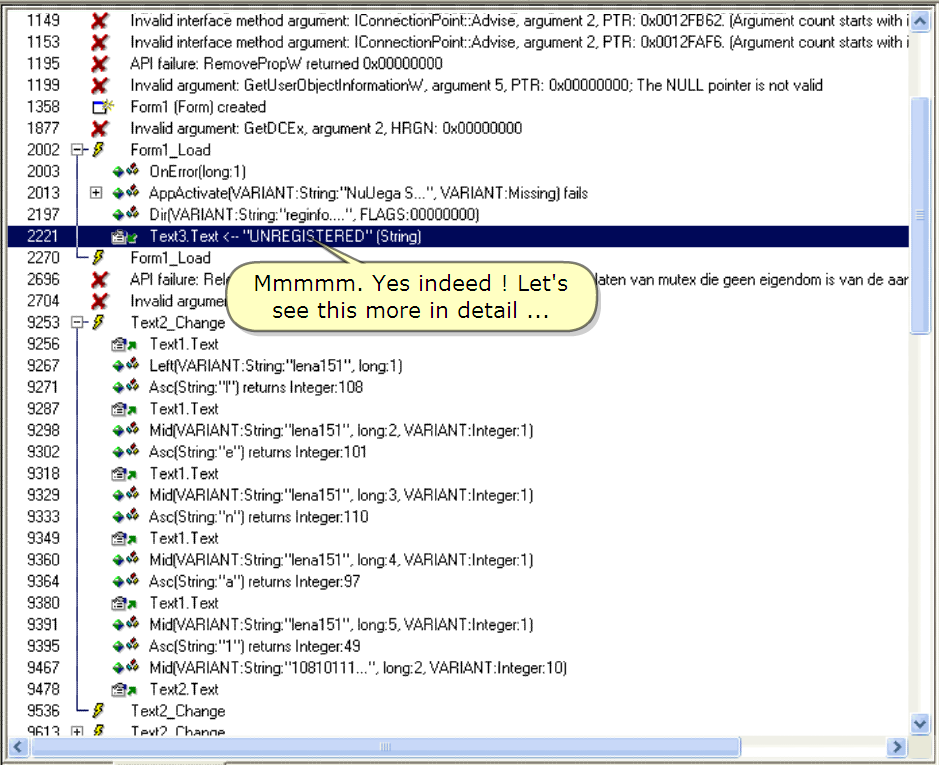 1149 Invalid interface method argument: IConnectionPoint::Advise, argument 2, PTR: 0x0012FB62. (Argument count starts with i
1153 Invalid interface method argument: IConnectionPoint::Advise, argument 2, PTR: 0x0012FAF6. (Argument count starts with i
1195 API failure: RemovePropW returned 0x00000000
1199 Invalid argument: GetUserObjectInformationW, argument 5, PTR: 0x00000000; The NULL pointer is not valid
1358 Form1 (Form) created
1877 Invalid argument: GetDCEx, argument 2, HRGN: 0x00000000
2002 Form1_Load
2003 OnError(long:1)
2013 AppActivate(VARIANT:String:"NuUega S...", VARIANT:Missing) fails
2197 Dir(VARIANT:String:"reginfo....", FLAGS:00000000)
2221 Text3.Text <-- "UNREGISTERED" (String)
2270 Form1_Load
2696 API failure: Rel laten van mutex die geen eigendom is van de aar
2704 Invalid argumen
Mmmmm. Yes indeed ! Let's
see this more in detail ...
9253 Text2_Change
9256 Text1.Text
9267 Left(VARIANT:String:"lena151", long:1)
9271 Asc(String:"l") returns Integer:108
9287 Text1.Text
9298 Mid(VARIANT:String:"lena151", long:2, VARIANT:Integer:1)
9302 Asc(String:"e") returns Integer:101
9318 Text1.Text
9329 Mid(VARIANT:String:"lena151", long:3, VARIANT:Integer:1)
9333 Asc(String:"n") returns Integer:110
9349 Text1.Text
9360 Mid(VARIANT:String:"lena151", long:4, VARIANT:Integer:1)
9364 Asc(String:"a") returns Integer:97
9380 Text1.Text
9391 Mid(VARIANT:String:"lena151", long:5, VARIANT:Integer:1)
9395 Asc(String:"1") returns Integer:49
9467 Mid(VARIANT:String:"10810111...", long:2, VARIANT:Integer:10)
9478 Text2.Text
9536 Text2_Change
9613 Text2_Change